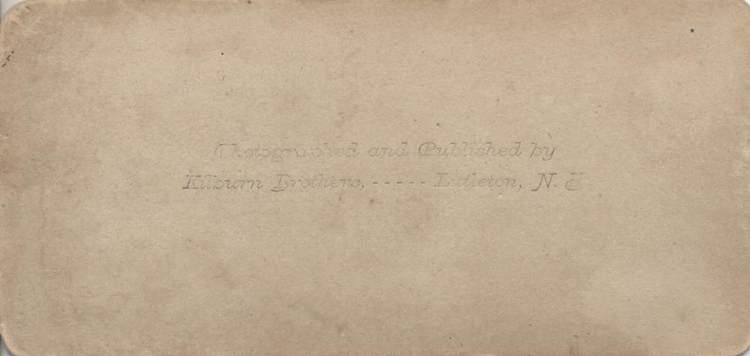 Photographed and Published by
Kilburn Brothers, ----- Littleton, N. H